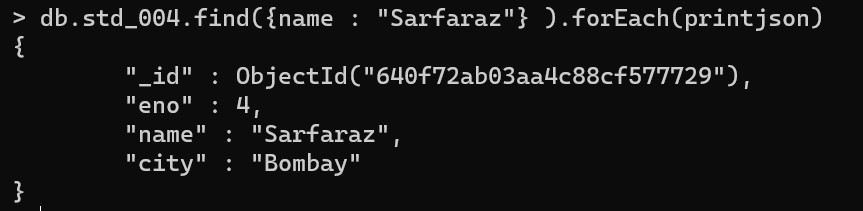 > db.std_004.find({name : "Sarfaraz"} ).forEach(printjson)
{
        "_id" : ObjectId("640f72ab03aa4c88cf577729"),
        "eno" : 4,
        "name" : "Sarfaraz",
        "city" : "Bombay"
}